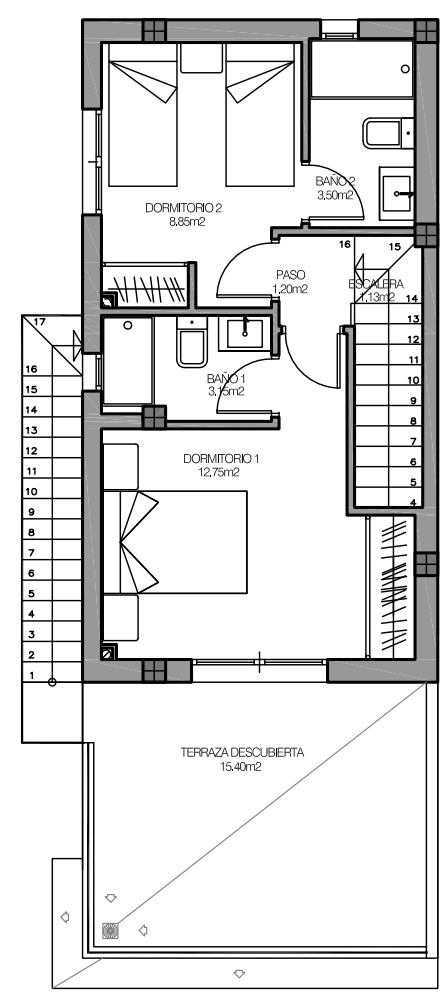 BAÑO 2
3,50m2
DORMITORIO 2
8.85m2
16
15
PASO
1,20m2
ESCALERA
1,13m2
14
13
12
11
10
9
8
7
6
5
4
17
16
15
14
13
12
11
10
9
8
7
6
5
4
3
2
1
BAÑO 1
3,15m2
DORMITORIO 1
12,75m2
TERRAZA DESCUBIERTA
15.40m2